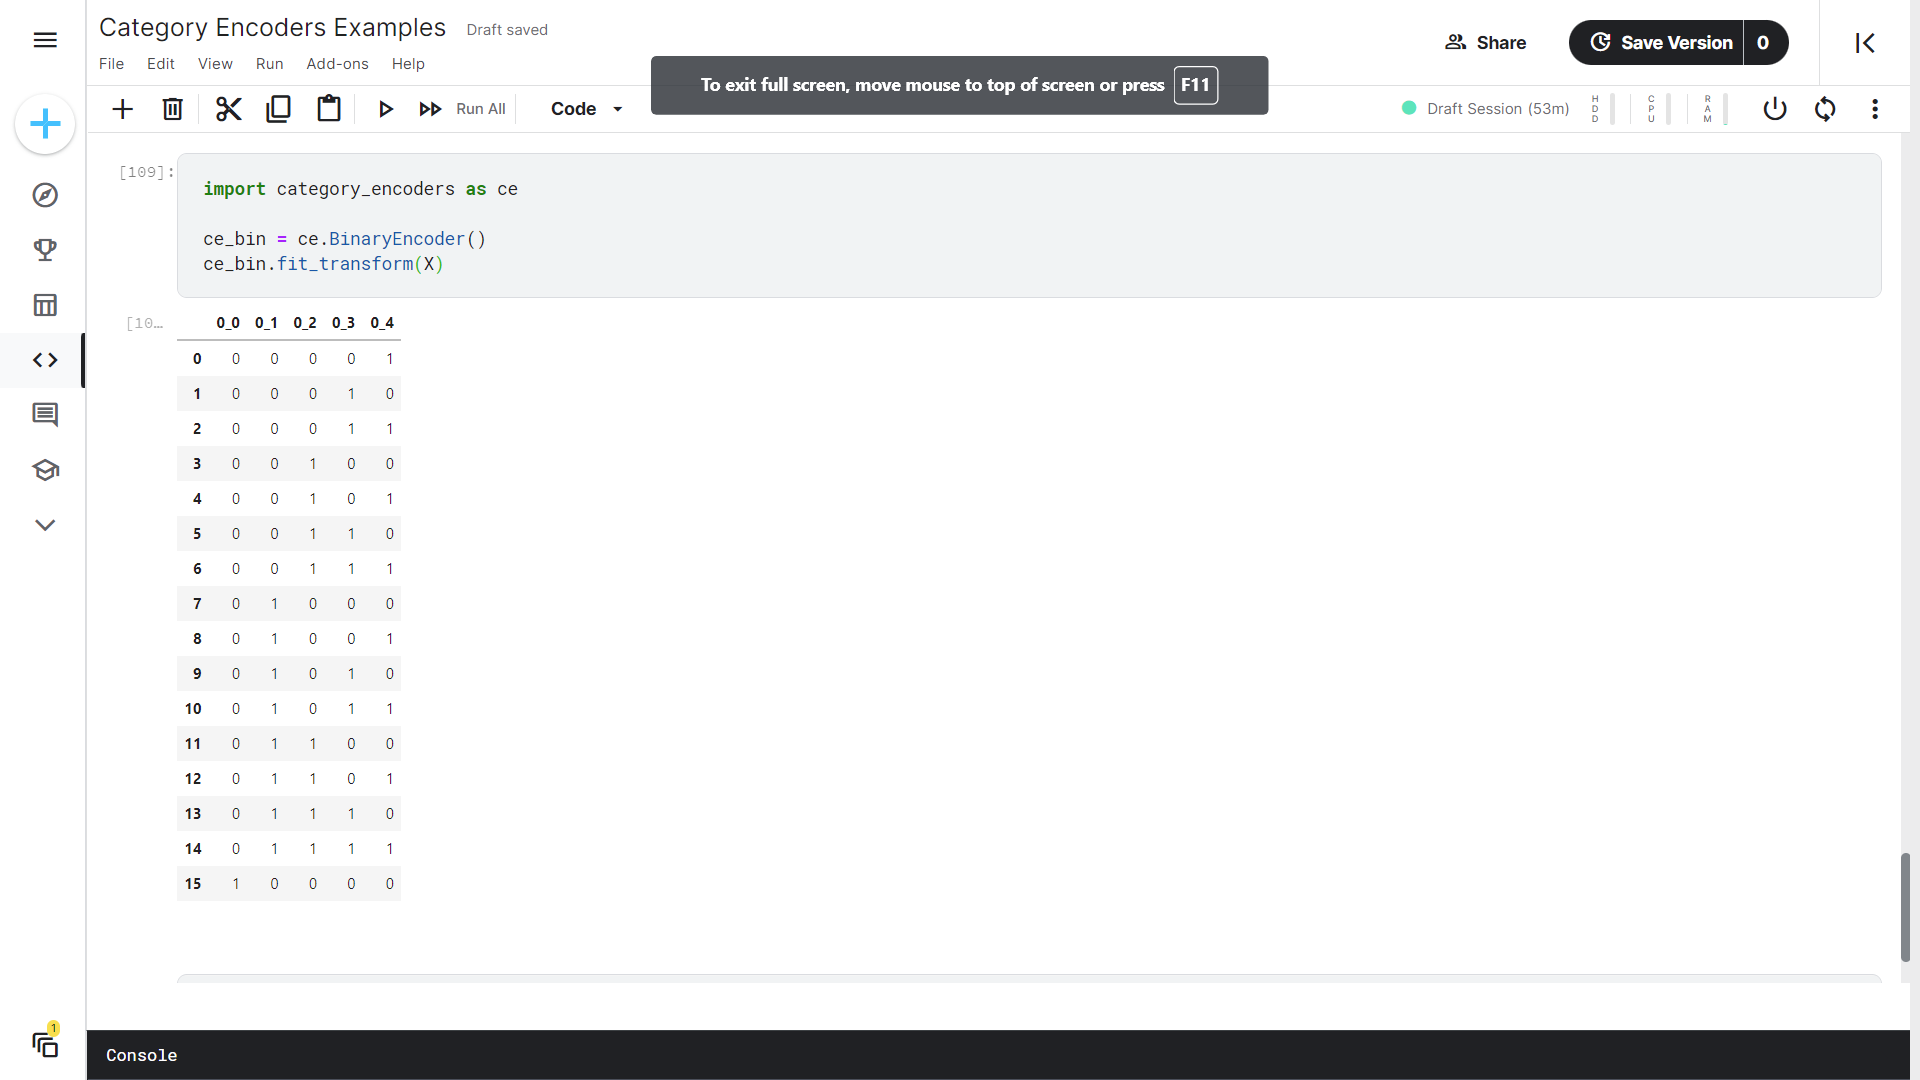 Category Encoders Examples Draft saved
File Edit View Run Add-ons Help
To exit full screen, move mouse to top of screen or press F11
Share
Save Version 0
Run All
Code
Draft Session (53m)
HDD
CPU
RAM
[109]:
import category_encoders as ce
ce_bin = ce.BinaryEncoder()
ce_bin.fit_transform(X)
[10…
0_0 0_1 0_2 0_3 0_4
0 0 0 0 0 1
1 0 0 0 1 0
2 0 0 0 1 1
3 0 0 1 0 0
4 0 0 1 0 1
5 0 0 1 1 0
6 0 0 1 1 1
7 0 1 0 0 0
8 0 1 0 0 1
9 0 1 0 1 0
10 0 1 0 1 1
11 0 1 1 0 0
12 0 1 1 0 1
13 0 1 1 1 0
14 0 1 1 1 1
15 1 0 0 0 0
1
Console